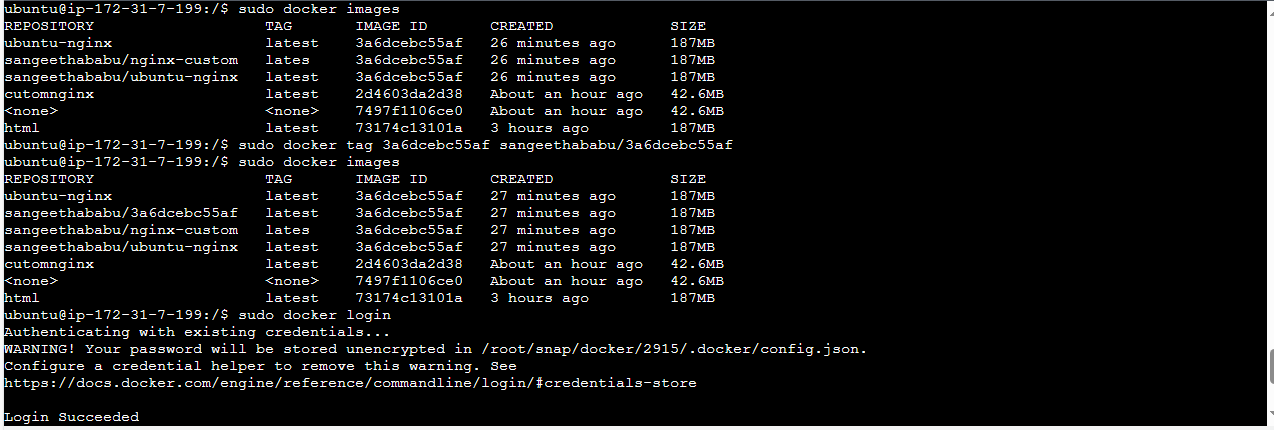 ubuntu@ip-172-31-7-199:/$ sudo docker images
REPOSITORY                   TAG       IMAGE ID       CREATED             SIZE
ubuntu-nginx                 latest    3a6dcebc55af   26 minutes ago      187MB
sangeethababu/nginx-custom   lates     3a6dcebc55af   26 minutes ago      187MB
sangeethababu/ubuntu-nginx   latest    3a6dcebc55af   26 minutes ago      187MB
cutomnginx                   latest    2d4603da2d38   About an hour ago   42.6MB
<none>                       <none>    7497f1106ce0   About an hour ago   42.6MB
html                         latest    73174c13101a   3 hours ago         187MB
ubuntu@ip-172-31-7-199:/$ sudo docker tag 3a6dcebc55af sangeethababu/3a6dcebc55af
ubuntu@ip-172-31-7-199:/$ sudo docker images
REPOSITORY                   TAG       IMAGE ID       CREATED             SIZE
ubuntu-nginx                 latest    3a6dcebc55af   27 minutes ago      187MB
sangeethababu/3a6dcebc55af   latest    3a6dcebc55af   27 minutes ago      187MB
sangeethababu/nginx-custom   lates     3a6dcebc55af   27 minutes ago      187MB
sangeethababu/ubuntu-nginx   latest    3a6dcebc55af   27 minutes ago      187MB
cutomnginx                   latest    2d4603da2d38   About an hour ago   42.6MB
<none>                       <none>    7497f1106ce0   About an hour ago   42.6MB
html                         latest    73174c13101a   3 hours ago         187MB
ubuntu@ip-172-31-7-199:/$ sudo docker login
Authenticating with existing credentials...
WARNING! Your password will be stored unencrypted in /root/snap/docker/2915/.docker/config.json.
Configure a credential helper to remove this warning. See
https://docs.docker.com/engine/reference/commandline/login/#credentials-store

Login Succeeded